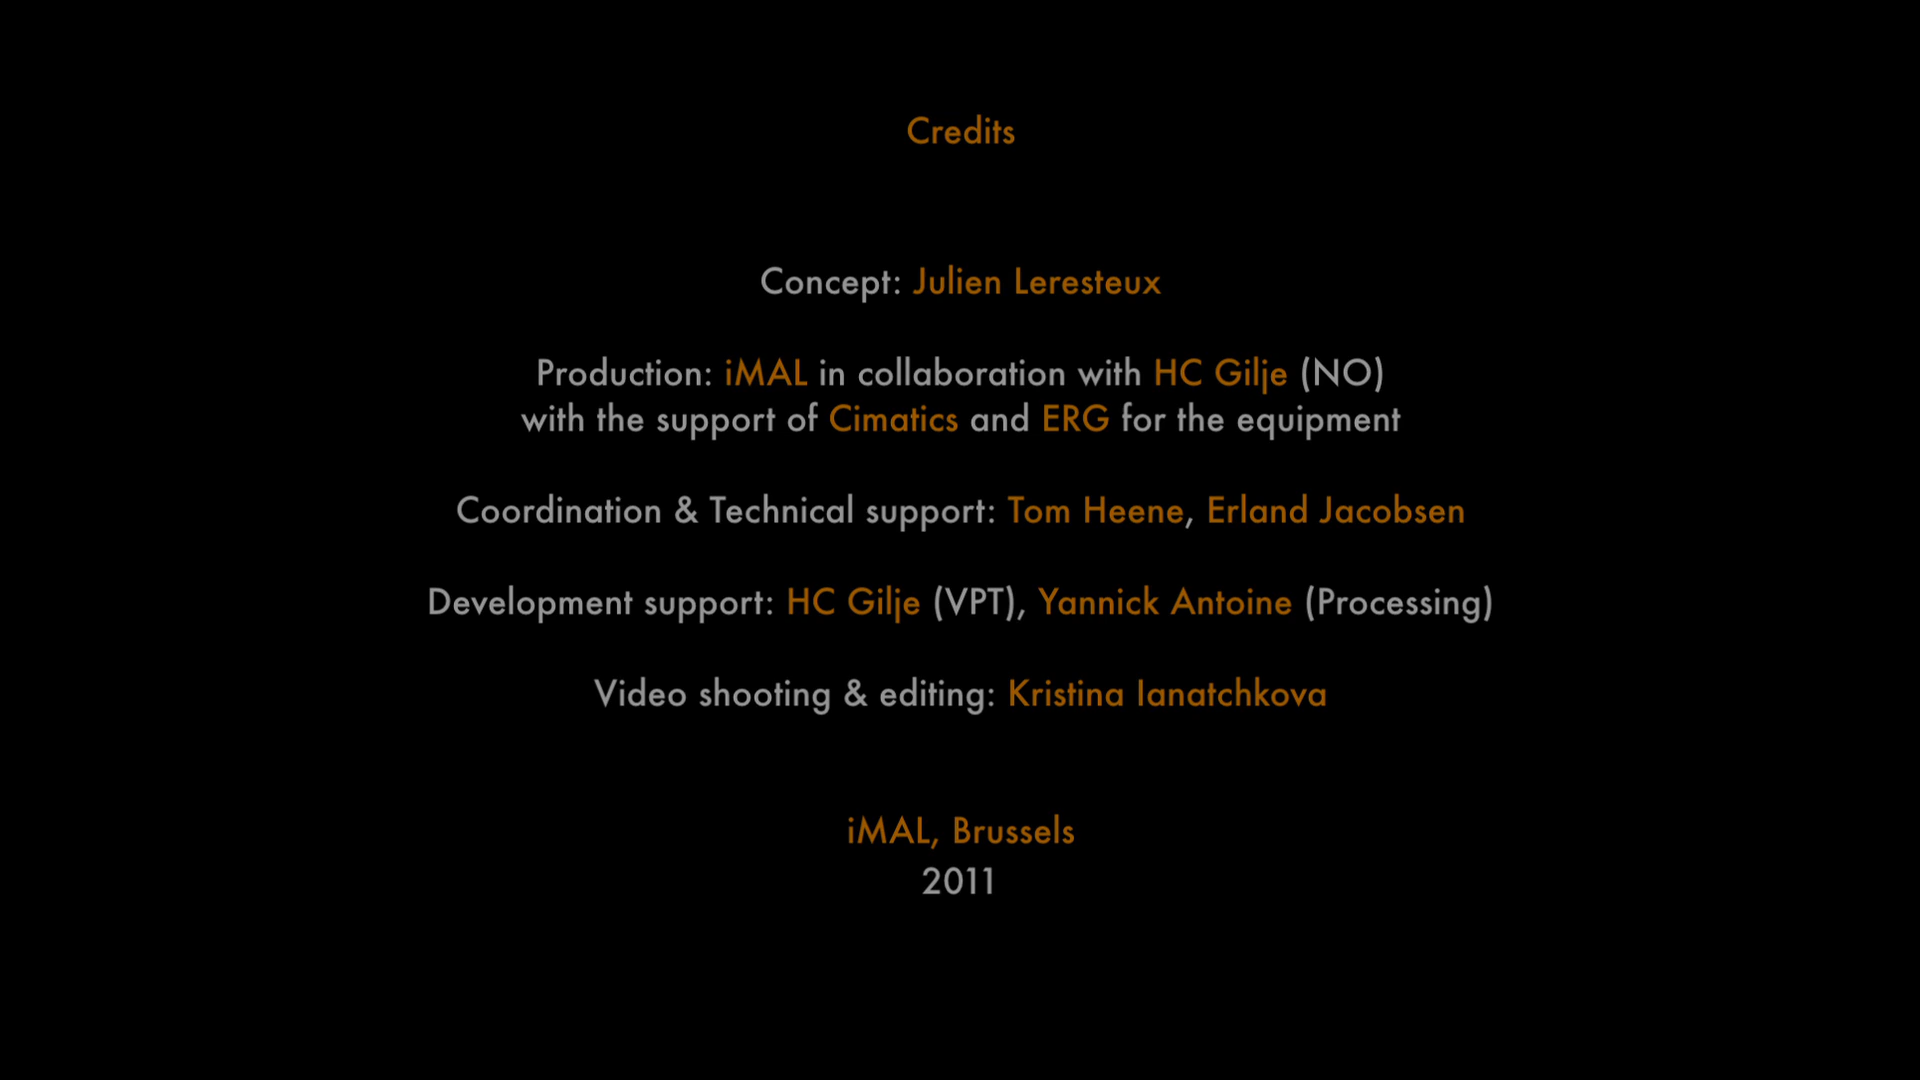 Credits
Concept: Julien Leresteux
Production: iMAL in collaboration with HC Gilje (NO)
with the support of Cimatics and ERG for the equipment
Coordination & Technical support: Tom Heene, Erland Jacobsen
Development support: HC Gilje (VPT), Yannick Antoine (Processing)
Video shooting & editing: Kristina Ianatchkova
iMAL, Brussels
2011